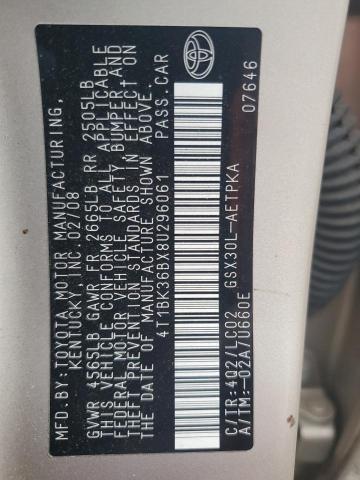 MFD.BY: TOYOTA MOTOR MANUFACTURING,
KENTUCKY, INC. 02/08
GVWR 4565LB GAWR FR 2665LB RR 2505LB
THIS VEHICLE CONFORMS TO ALL APPLICABLE
FEDERAL MOTOR VEHICLE SAFETY, BUMPER, AND
THEFT PREVENTION STANDARDS IN EFFECT ON
THE DATE OF MANUFACTURE SHOWN ABOVE.
4T1BK36BX8U296061 PASS.CAR
C/TR: 4Q2/LC02 GSX30L-AETPKA
A/TM: -02A/U660E 07646